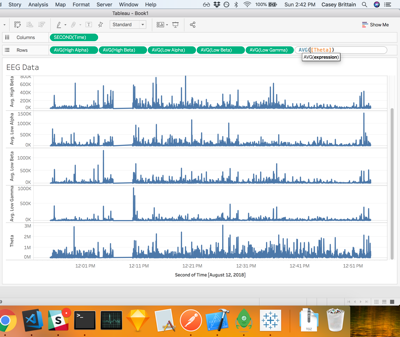 Story Analysis Map Format Server Window Help 100% Sun 2:42 PM Casey Brittain
Tableau - Book1
Standard Show Me
Columns SECOND(Time)
Rows AVG(High Alpha) AVG(High Beta) AVG(Low Alpha) AVG(Low Beta) AVG(Low Gamma) AVG([Theta])
AVG(expression)
EEG Data
Avg. High Beta
800K
600K
400K
200K
0K
Avg. Low Alpha
1000K
500K
0K
Avg. Low Beta
1000K
500K
0K
Avg. Low Gamma
1000K
500K
0K
Theta
3M
2M
1M
0M
12:01 PM 12:11 PM 12:21 PM 12:31 PM 12:41 PM 12:51 PM
Second of Time [August 12, 2018]